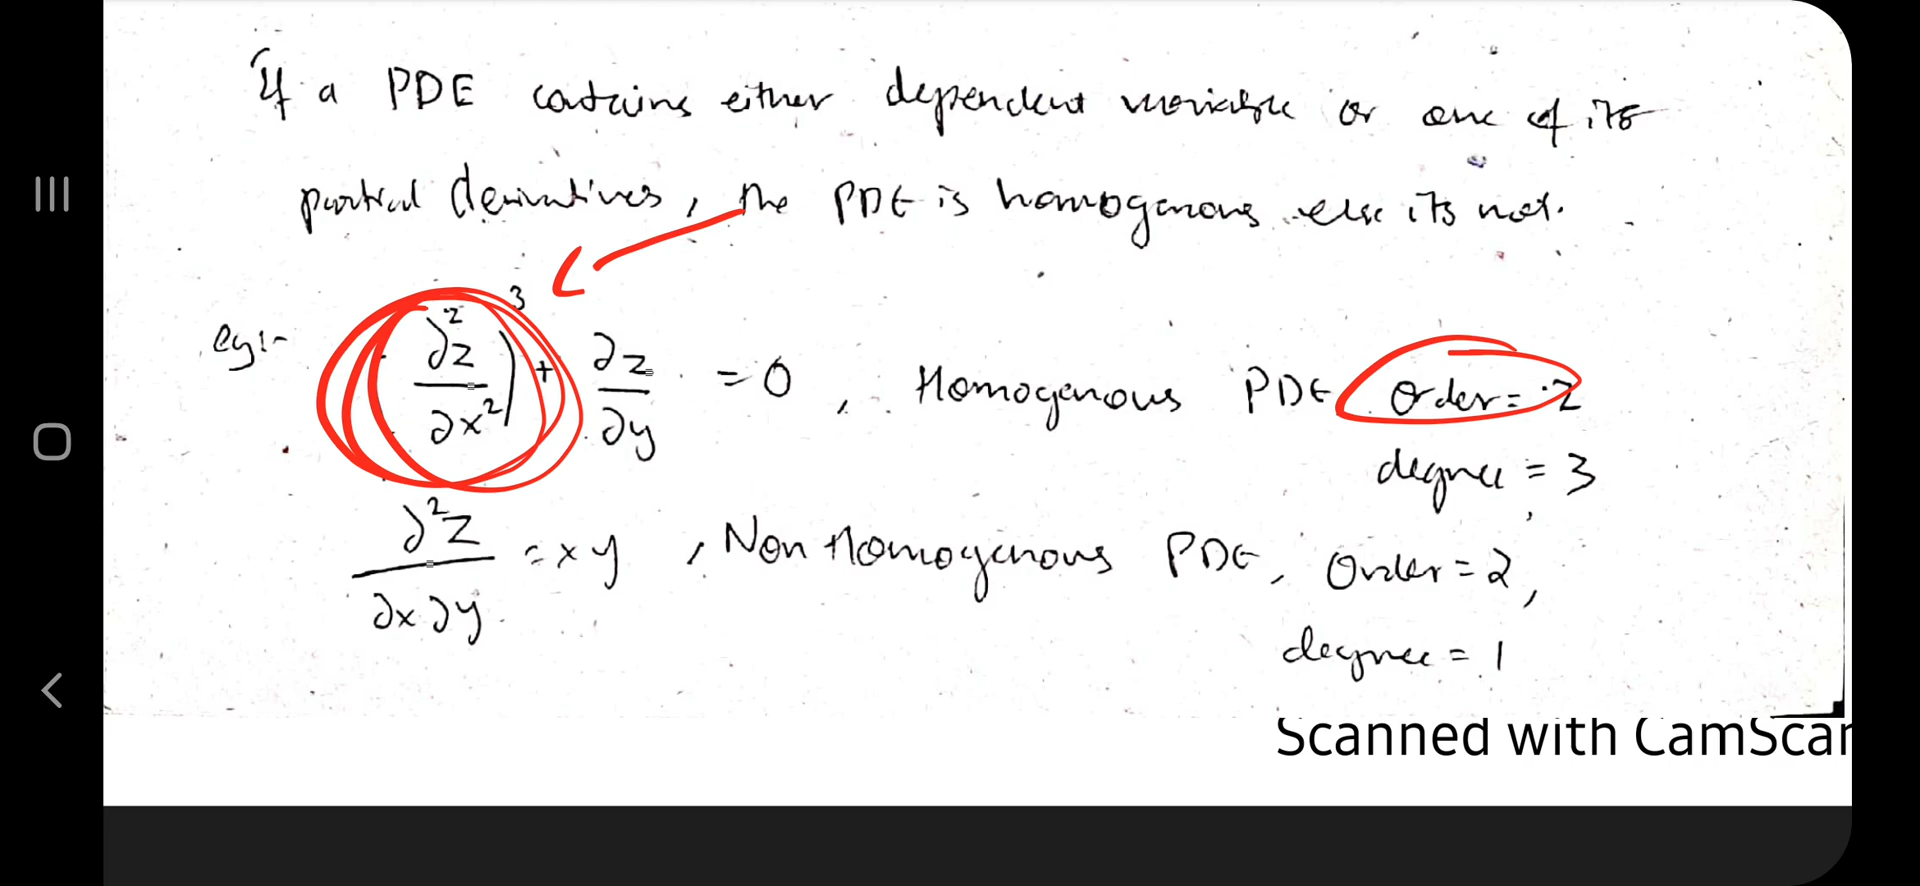 If a PDE contains either dependent variable or one of its
partial derivatives, the PDE is homogenous else its not.
eg:- (∂²z/∂x²)³ + ∂z/∂y = 0, Homogenous PDE Order = 2
degree = 3
∂²z/∂x∂y = xy, Non Homogenous PDE, Order = 2,
degree = 1
Scanned with CamScan